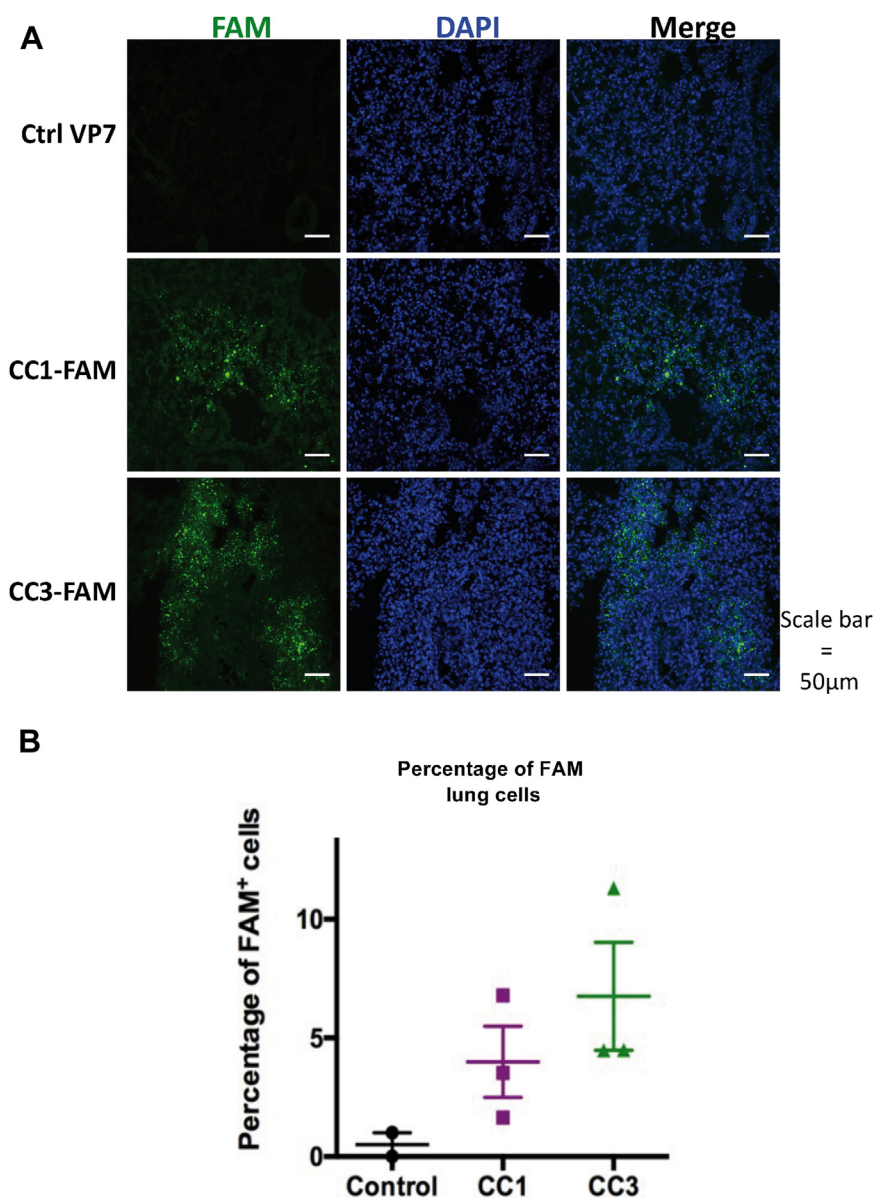 A
FAM DAPI Merge
Ctrl VP7
CC1-FAM
CC3-FAM
Scale bar
=
50µm
B
Percentage of FAM
lung cells
Percentage of FAM⁺ cells
10
5
0
Control CC1 CC3